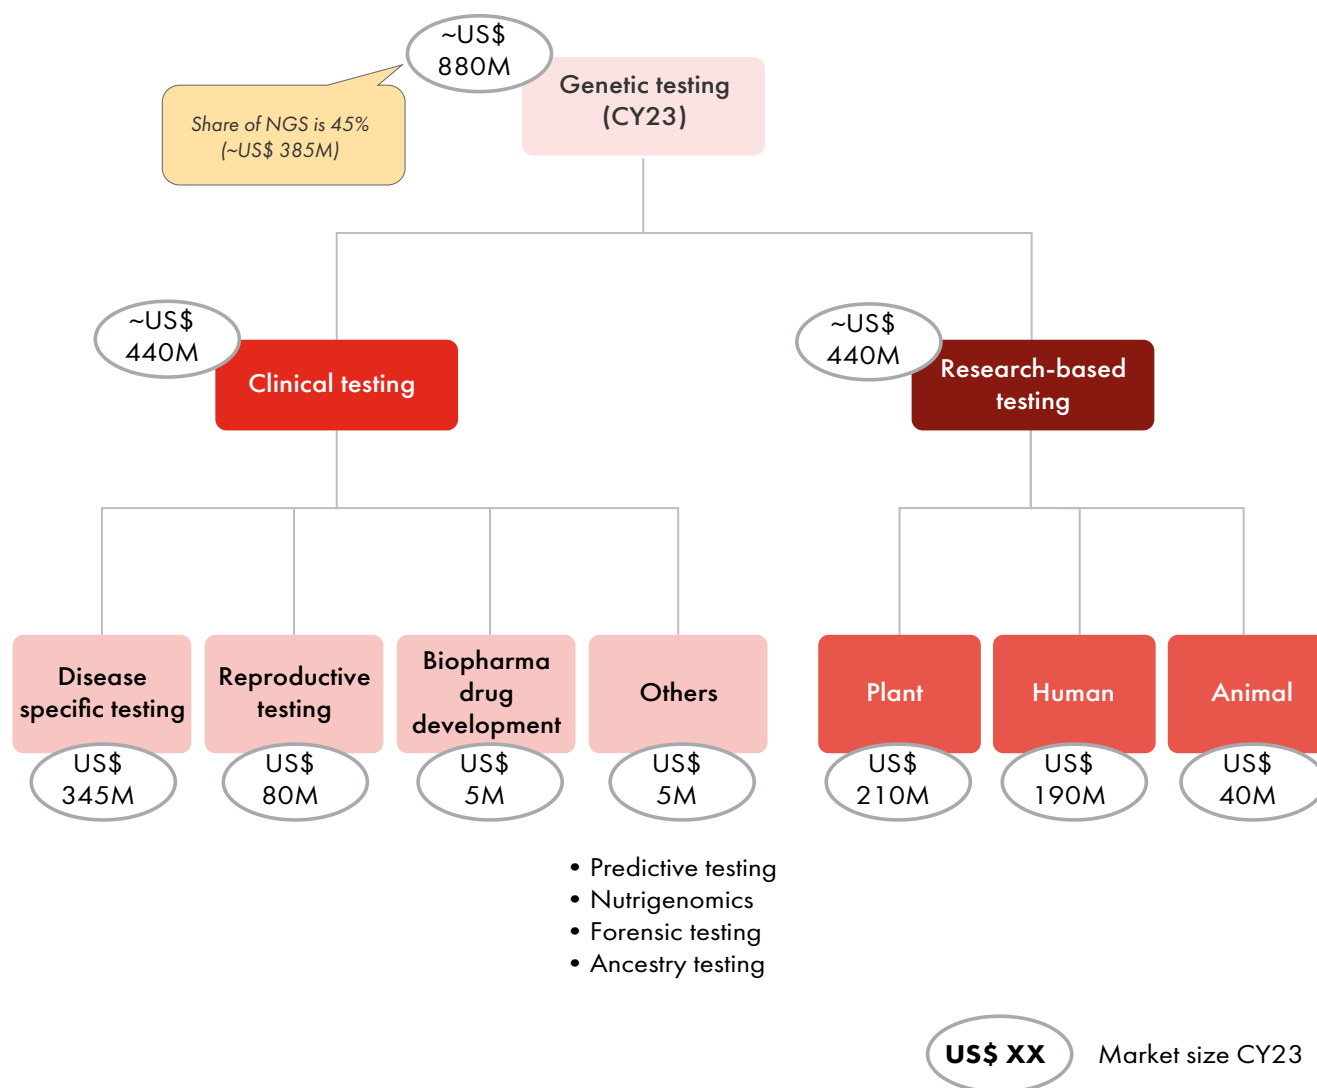 ~US$
880M
Genetic testing
(CY23)
Share of NGS is 45%
(~US$ 385M)
~US$
440M
Clinical testing
~US$
440M
Research-based
testing
Disease
specific testing
US$
345M
Reproductive
testing
US$
80M
Biopharma
drug
development
US$
5M
Others
US$
5M
Plant
US$
210M
Human
US$
190M
Animal
US$
40M
• Predictive testing
• Nutrigenomics
• Forensic testing
• Ancestry testing
US$ XX
Market size CY23